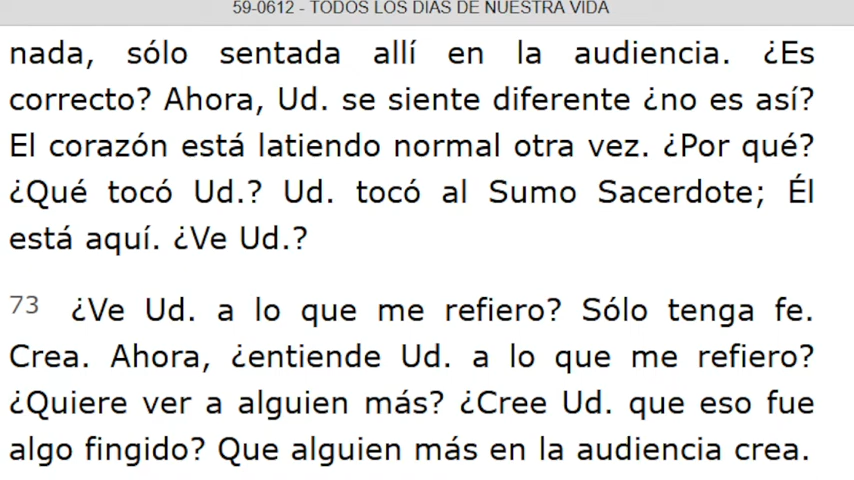 59-0612 - TODOS LOS DIAS DE NUESTRA VIDA
nada, sólo sentada allí en la audiencia. ¿Es
correcto? Ahora, Ud. se siente diferente ¿no es así?
El corazón está latiendo normal otra vez. ¿Por qué?
¿Qué tocó Ud.? Ud. tocó al Sumo Sacerdote; Él
está aquí. ¿Ve Ud.?
73 ¿Ve Ud. a lo que me refiero? Sólo tenga fe.
Crea. Ahora, ¿entiende Ud. a lo que me refiero?
¿Quiere ver a alguien más? ¿Cree Ud. que eso fue
algo fingido? Que alguien más en la audiencia crea.